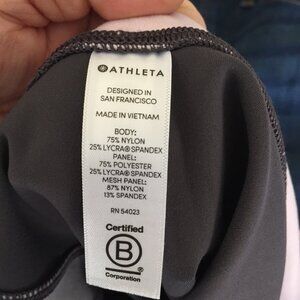 ATHLETA
DESIGNED IN
SAN FRANCISCO
MADE IN VIETNAM
BODY:
75% NYLON
25% LYCRA® SPANDEX
PANEL:
75% POLYESTER
25% LYCRA® SPANDEX
MESH PANEL:
87% NYLON
13% SPANDEX
RN 54023
Certified
B
Corporation